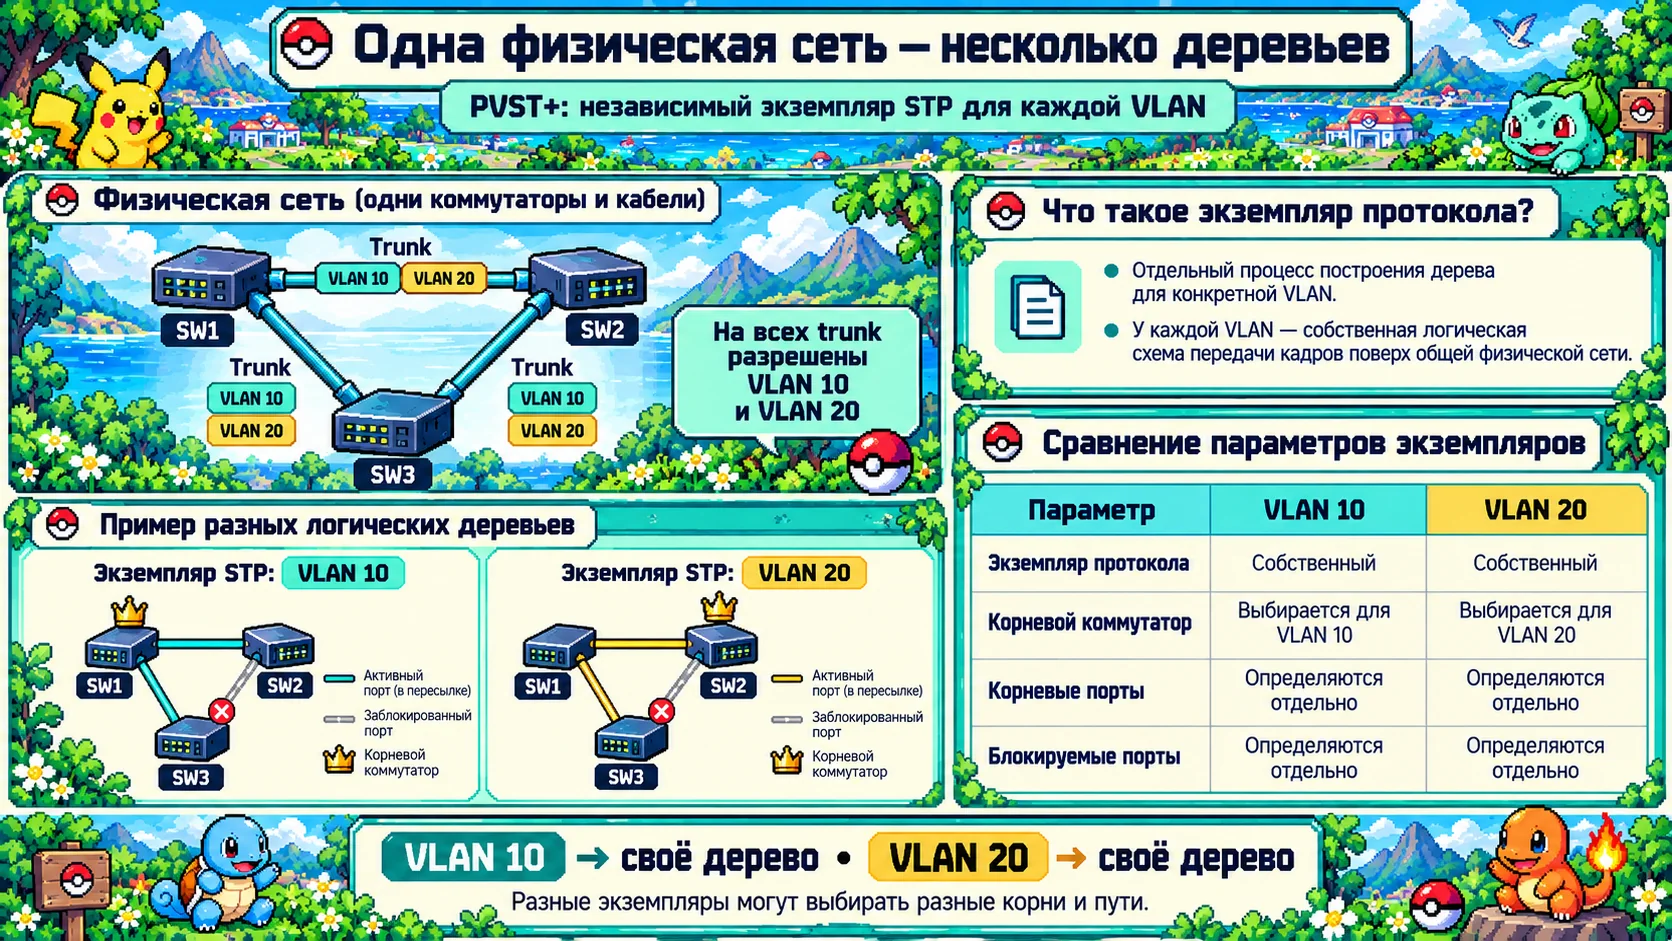 Одна физическая сеть – несколько деревьев
PVST+: независимый экземпляр STP для каждой VLAN
Физическая сеть (одни коммутаторы и кабели)
Trunk
VLAN 10 VLAN 20
SW1
SW2
Trunk
VLAN 10
VLAN 20
Trunk
VLAN 10
VLAN 20
SW3
На всех trunk
разрешены
VLAN 10
и VLAN 20
Что такое экземпляр протокола?
Отдельный процесс построения дерева
для конкретной VLAN.
У каждой VLAN — собственная логическая
схема передачи кадров поверх общей физической сети.
Пример разных логических деревьев
Экземпляр STP: VLAN 10
SW1
SW2
SW3
Активный
порт (в пересылке)
Заблокированный
порт
Корневой
коммутатор
Экземпляр STP: VLAN 20
SW1
SW2
SW3
Активный
порт (в пересылке)
Заблокированный
порт
Корневой
коммутатор
Сравнение параметров экземпляров
Параметр VLAN 10 VLAN 20
Экземпляр протокола Собственный Собственный
Корневой коммутатор Выбирается для VLAN 10 Выбирается для VLAN 20
Корневые порты Определяются отдельно Определяются отдельно
Блокируемые порты Определяются отдельно Определяются отдельно
VLAN 10 → своё дерево • VLAN 20 → своё дерево
Разные экземпляры могут выбирать разные корни и пути.